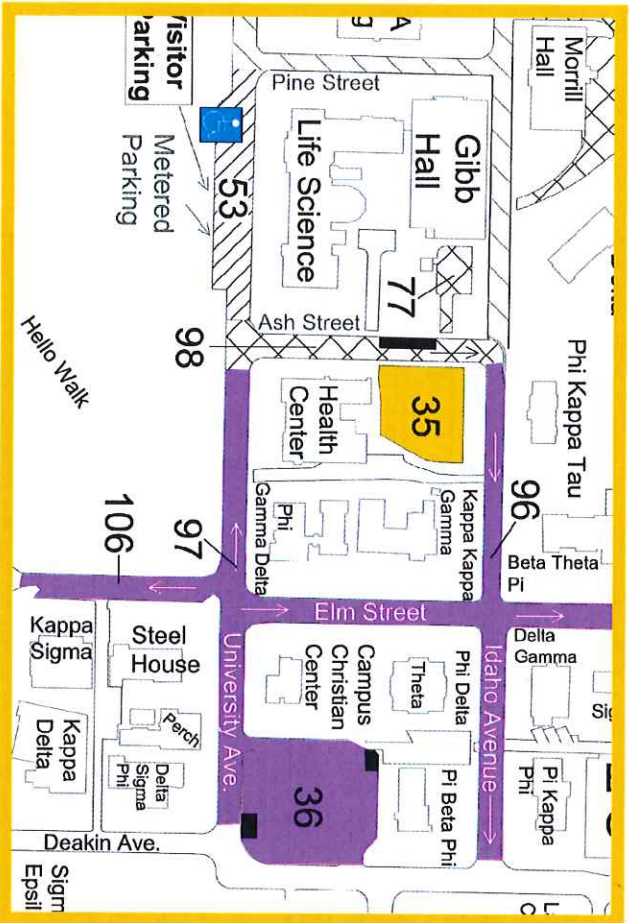 A
Morrill
Hall
Visitor
Parking
Pine Street
Gibb
Hall
Life Science
Metered
Parking
53
77
Ash Street
98
Hello Walk
35
Health
Center
Phi Kappa Tau
96
Kappa Kappa
Gamma
Phi
Gamma Delta
97
106
Beta Theta
Pi
Elm Street
Delta
Gamma
Kappa
Sigma
Steel
House
University Ave.
Campus
Christian
Center
Phi Delta
Theta
Idaho Avenue
Kappa
Delta
Perch
Delta
Sigma
Phi
36
Pi Beta Phi
Pi Kappa
Phi
Deakin Ave.
Sigm
Epsil